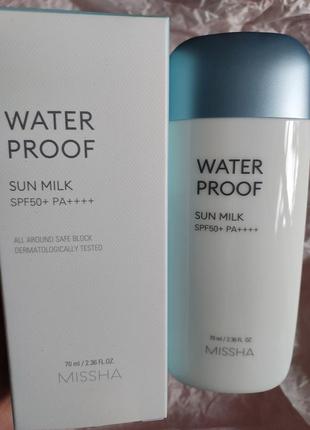 WATER
PROOF
SUN MILK
SPF50+ PA++++
ALL AROUND SAFE BLOCK
DERMATOLOGICALLY TESTED
70 ml / 2.36 FL.OZ.
MISSHA
WATER
PROOF
SUN MILK
SPF50+ PA++++
70 ml / 2.36 FL. OZ.
MISSHA